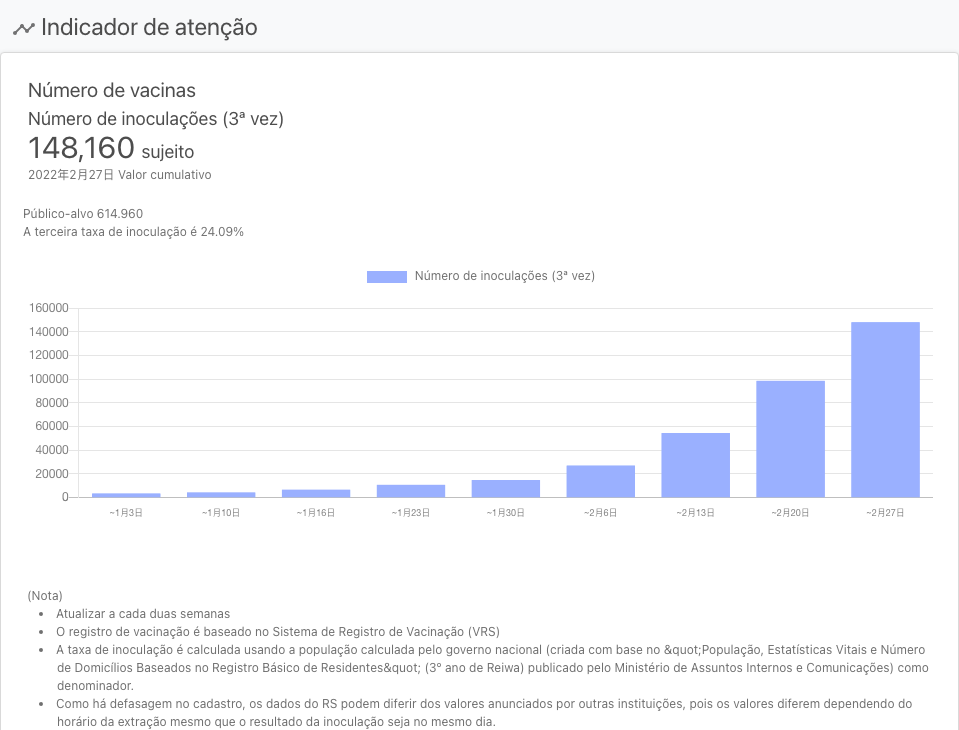 Indicador de atenção
Número de vacinas
Número de inoculações (3ª vez)
148,160 sujeito
2022年2月27日 Valor cumulativo
Público-alvo 614.960
A terceira taxa de inoculação é 24.09%
Número de inoculações (3ª vez)
160000
140000
120000
100000
80000
60000
40000
20000
0
~1月3日 ~1月10日 ~1月16日 ~1月23日 ~1月30日 ~2月6日 ~2月13日 ~2月20日 ~2月27日
(Nota)
• Atualizar a cada duas semanas
• O registro de vacinação é baseado no Sistema de Registro de Vacinação (VRS)
• A taxa de inoculação é calculada usando a população calculada pelo governo nacional (criada com base no &quot;População, Estatísticas Vitais e Número
de Domicílios Baseados no Registro Básico de Residentes&quot; (3º ano de Reiwa) publicado pelo Ministério de Assuntos Internos e Comunicações) como
denominador.
• Como há defasagem no cadastro, os dados do RS podem diferir dos valores anunciados por outras instituições, pois os valores diferem dependendo do
horário da extração mesmo que o resultado da inoculação seja no mesmo dia.